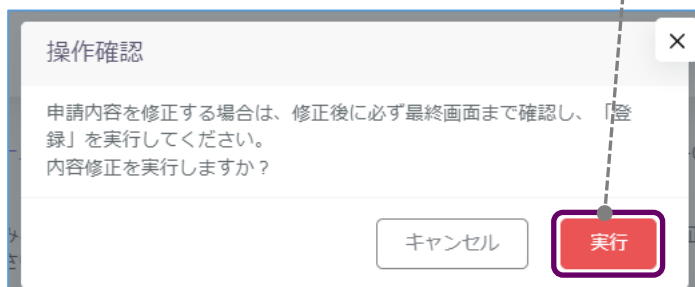 操作確認
×
申請内容を修正する場合は、修正後に必ず最終画面まで確認し、「登
録」を実行してください。
内容修正を実行しますか？
キャンセル
実行